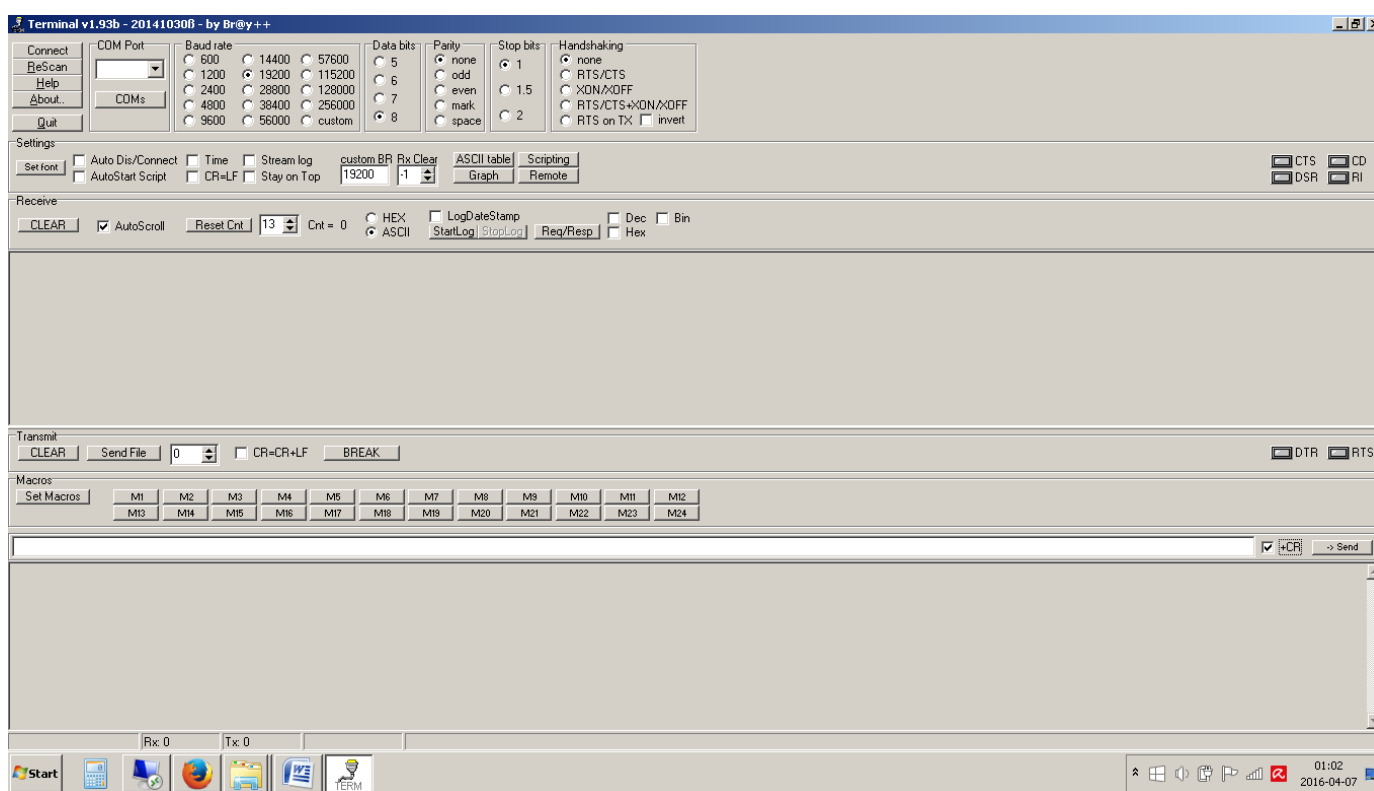 Terminal v1.93b - 20141030ß - by Br@y++
Connect
ReScan
Help
About..
Quit
COM Port
COMs
Baud rate
600 14400 57600
1200 19200 115200
2400 28800 128000
4800 38400 256000
9600 56000 custom
Data bits
5
6
7
8
Parity
none
odd
even
mark
space
Stop bits
1
1.5
2
Handshaking
none
RTS/CTS
XON/XOFF
RTS/CTS+XON/XOFF
RTS on TX invert
Settings
Set font
Auto Dis/Connect Time Stream log
AutoStart Script CR=LF Stay on Top
custom BR Rx Clear
19200 -1
ASCII table Scripting
Graph Remote
CTS CD
DSR RI
Receive
CLEAR AutoScroll Reset Cnt 13 Cnt = 0
HEX
ASCII
LogDateStamp
StartLog StopLog Req/Resp
Dec Bin
Hex
Transmit
CLEAR Send File 0 CR=CR+LF BREAK
DTR RTS
Macros
Set Macros
M1 M2 M3 M4 M5 M6 M7 M8 M9 M10 M11 M12
M13 M14 M15 M16 M17 M18 M19 M20 M21 M22 M23 M24
+CR -> Send
Rx: 0 Tx: 0
Start
TERM
01:02
2016-04-07